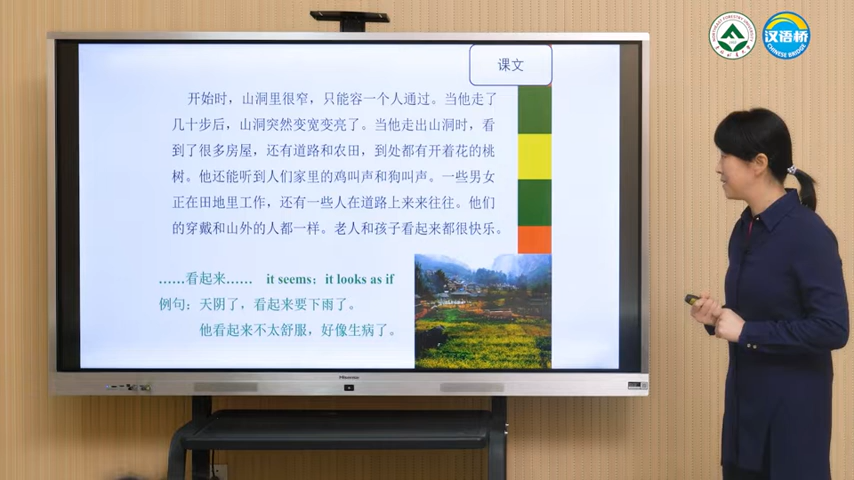 汉语桥
CHINESE BRIDGE
课文
开始时，山洞里很窄，只能容一个人通过。当他走了
几十步后，山洞突然变宽变亮了。当他走出山洞时，看
到了很多房屋，还有道路和农田，到处都有开着花的桃
树。他还能听到人们家里的鸡叫声和狗叫声。一些男女
正在田地里工作，还有一些人在道路上来来往往。他们
的穿戴和山外的人都一样。老人和孩子看起来都很快乐。
……看起来…… it seems：it looks as if
例句：天阴了，看起来要下雨了。
他看起来不太舒服，好像生病了。
Hisense